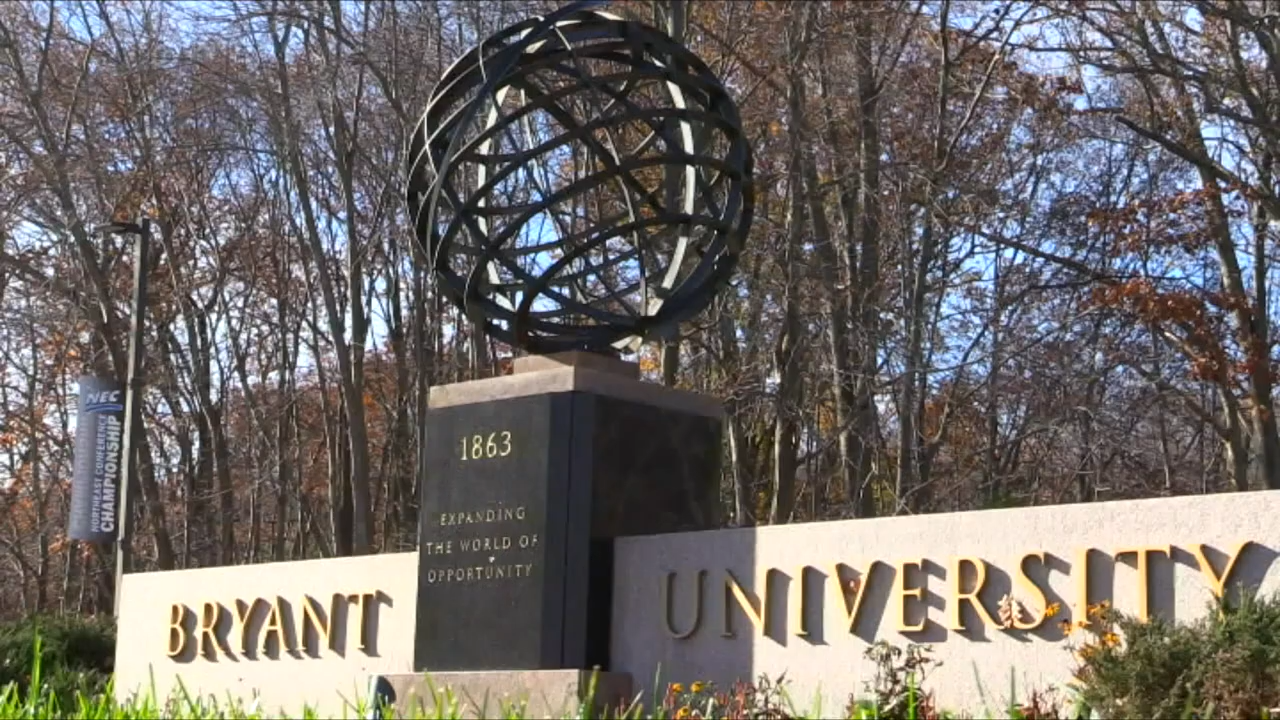 NEC
NORTHEAST CONFERENCE
CHAMPIONSHIP
1863
EXPANDING
THE WORLD OF
OPPORTUNITY
BRYANT UNIVERSITY